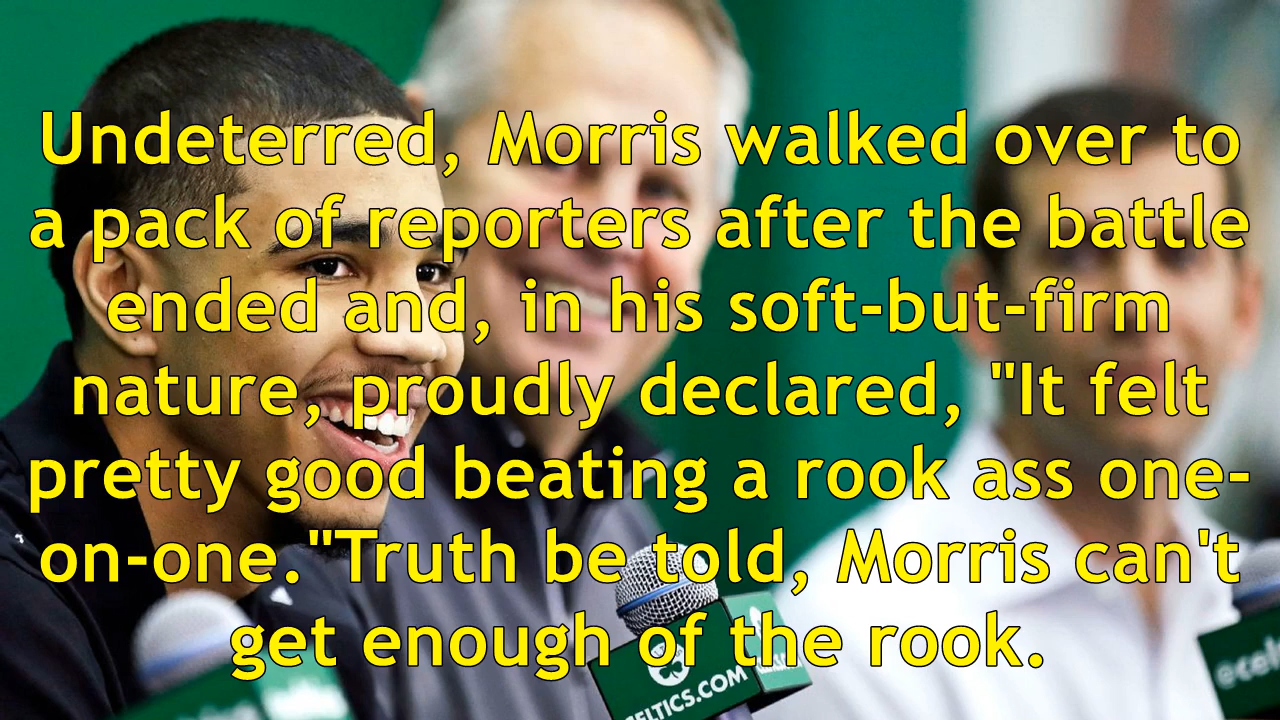 Undeterred, Morris walked over to
a pack of reporters after the battle
ended and, in his soft-but-firm
nature, proudly declared, "It felt
pretty good beating a rook ass one-
on-one. "Truth be told, Morris can't
get enough of the rook.
CELTICS.COM